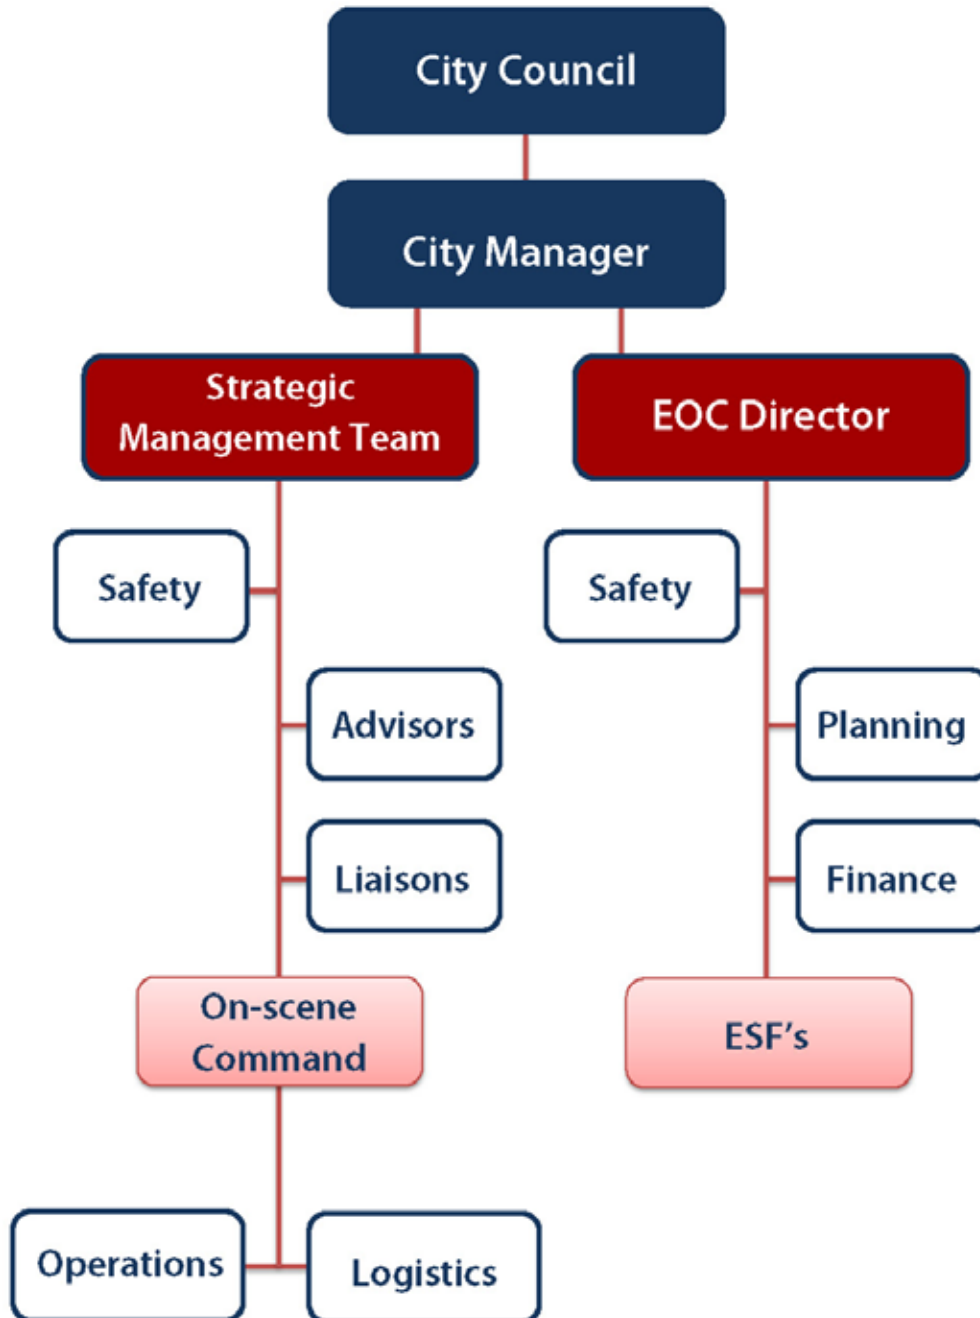 City Council
City Manager
Strategic
Management Team
EOC Director
Safety
Safety
Advisors
Planning
Liaisons
Finance
On-scene
Command
ESF's
Operations
Logistics